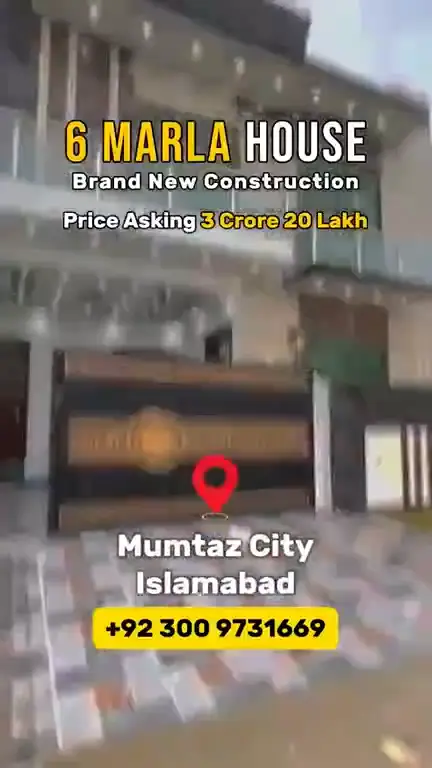 6 MARLA HOUSE
Brand New Construction
Price Asking 3 Crore 20 Lakh
Mumtaz City
Islamabad
+92 300 9731669